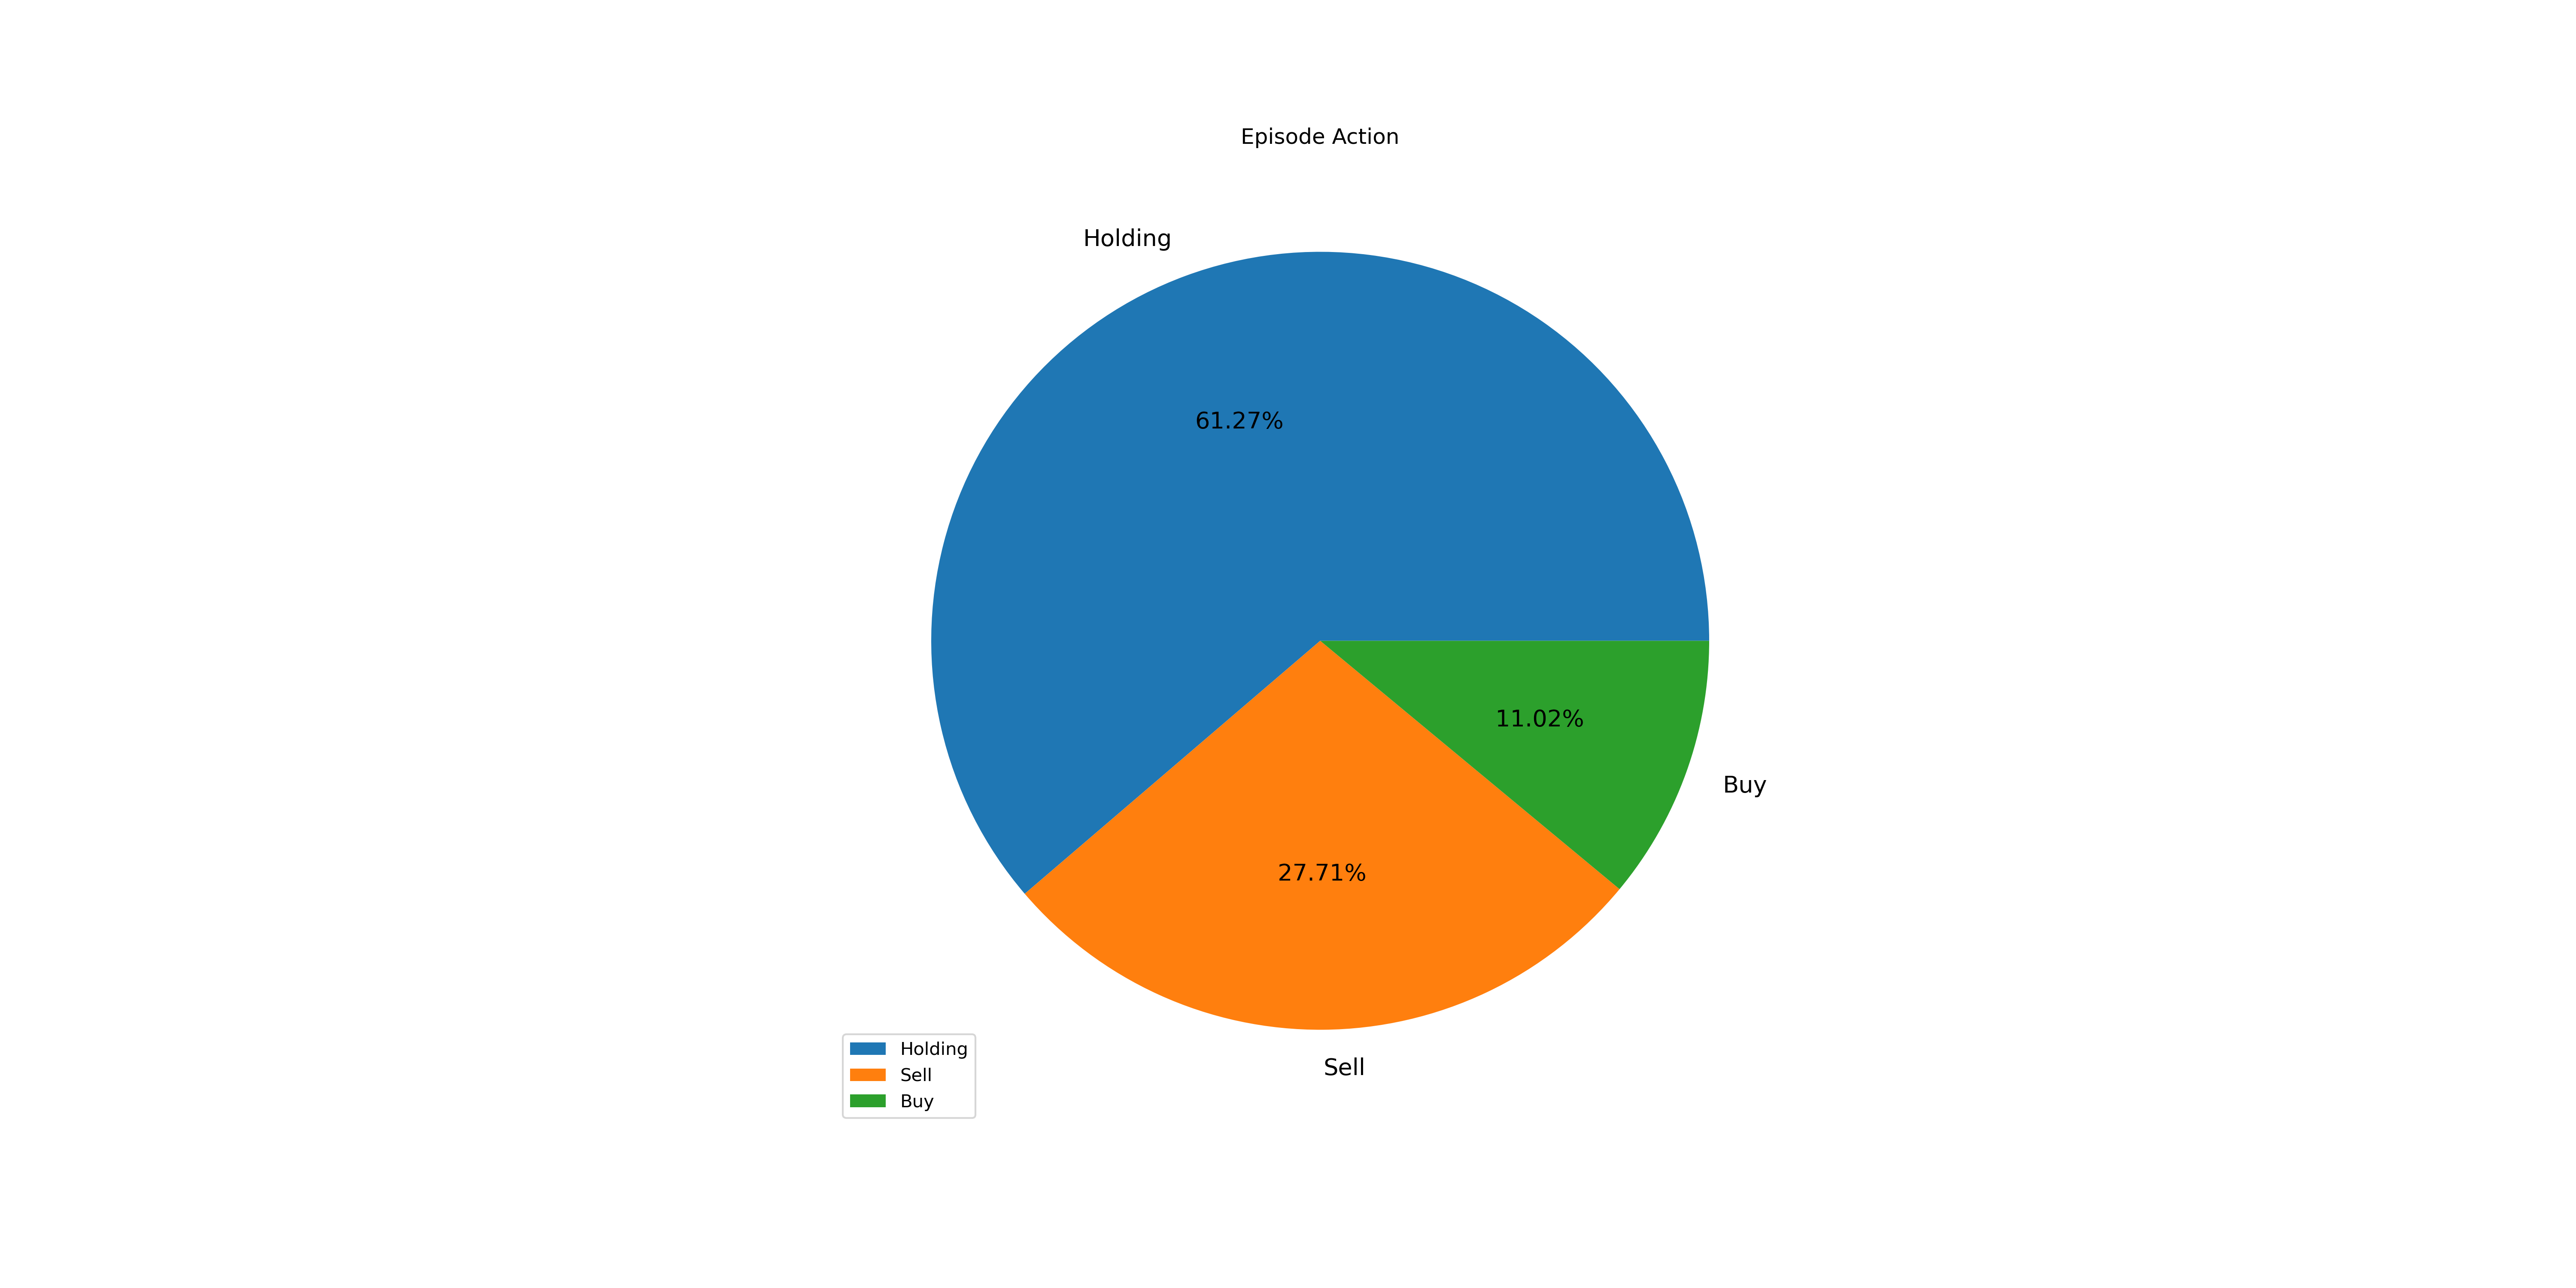 Episode Action
Holding
61.27%
11.02%
Buy
27.71%
Sell
Holding
Sell
Buy